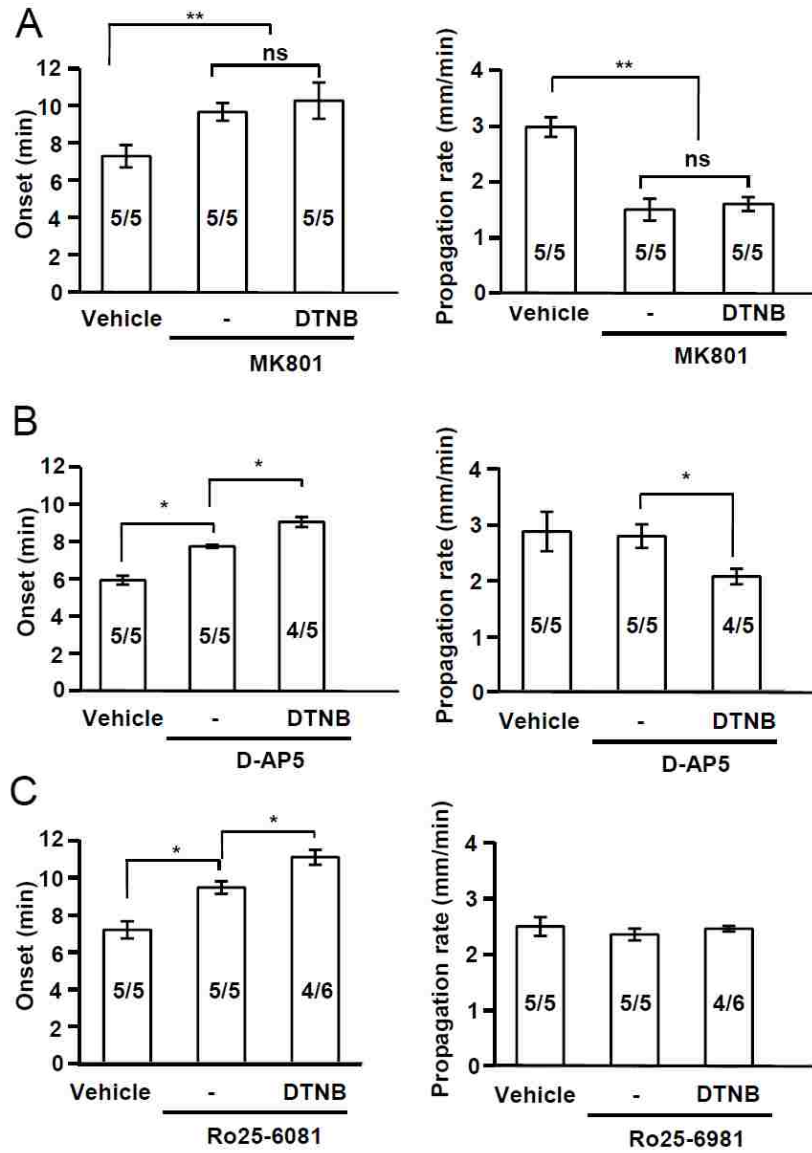 A
**
ns
12
10
8
6
4
2
0
Onset (min)
5/5 5/5 5/5
Vehicle - DTNB
MK801
**
ns
4
3
2
1
0
Propagation rate (mm/min)
5/5 5/5 5/5
Vehicle - DTNB
MK801
B
* *
12
10
8
6
4
2
0
Onset (min)
5/5 5/5 4/5
Vehicle - DTNB
D-AP5
*
4
3
2
1
0
Propagation rate (mm/min)
5/5 5/5 4/5
Vehicle - DTNB
D-AP5
C
* *
12
10
8
6
4
2
0
Onset (min)
5/5 5/5 4/6
Vehicle - DTNB
Ro25-6081
4
3
2
1
0
Propagation rate (mm/min)
5/5 5/5 4/6
Vehicle - DTNB
Ro25-6981